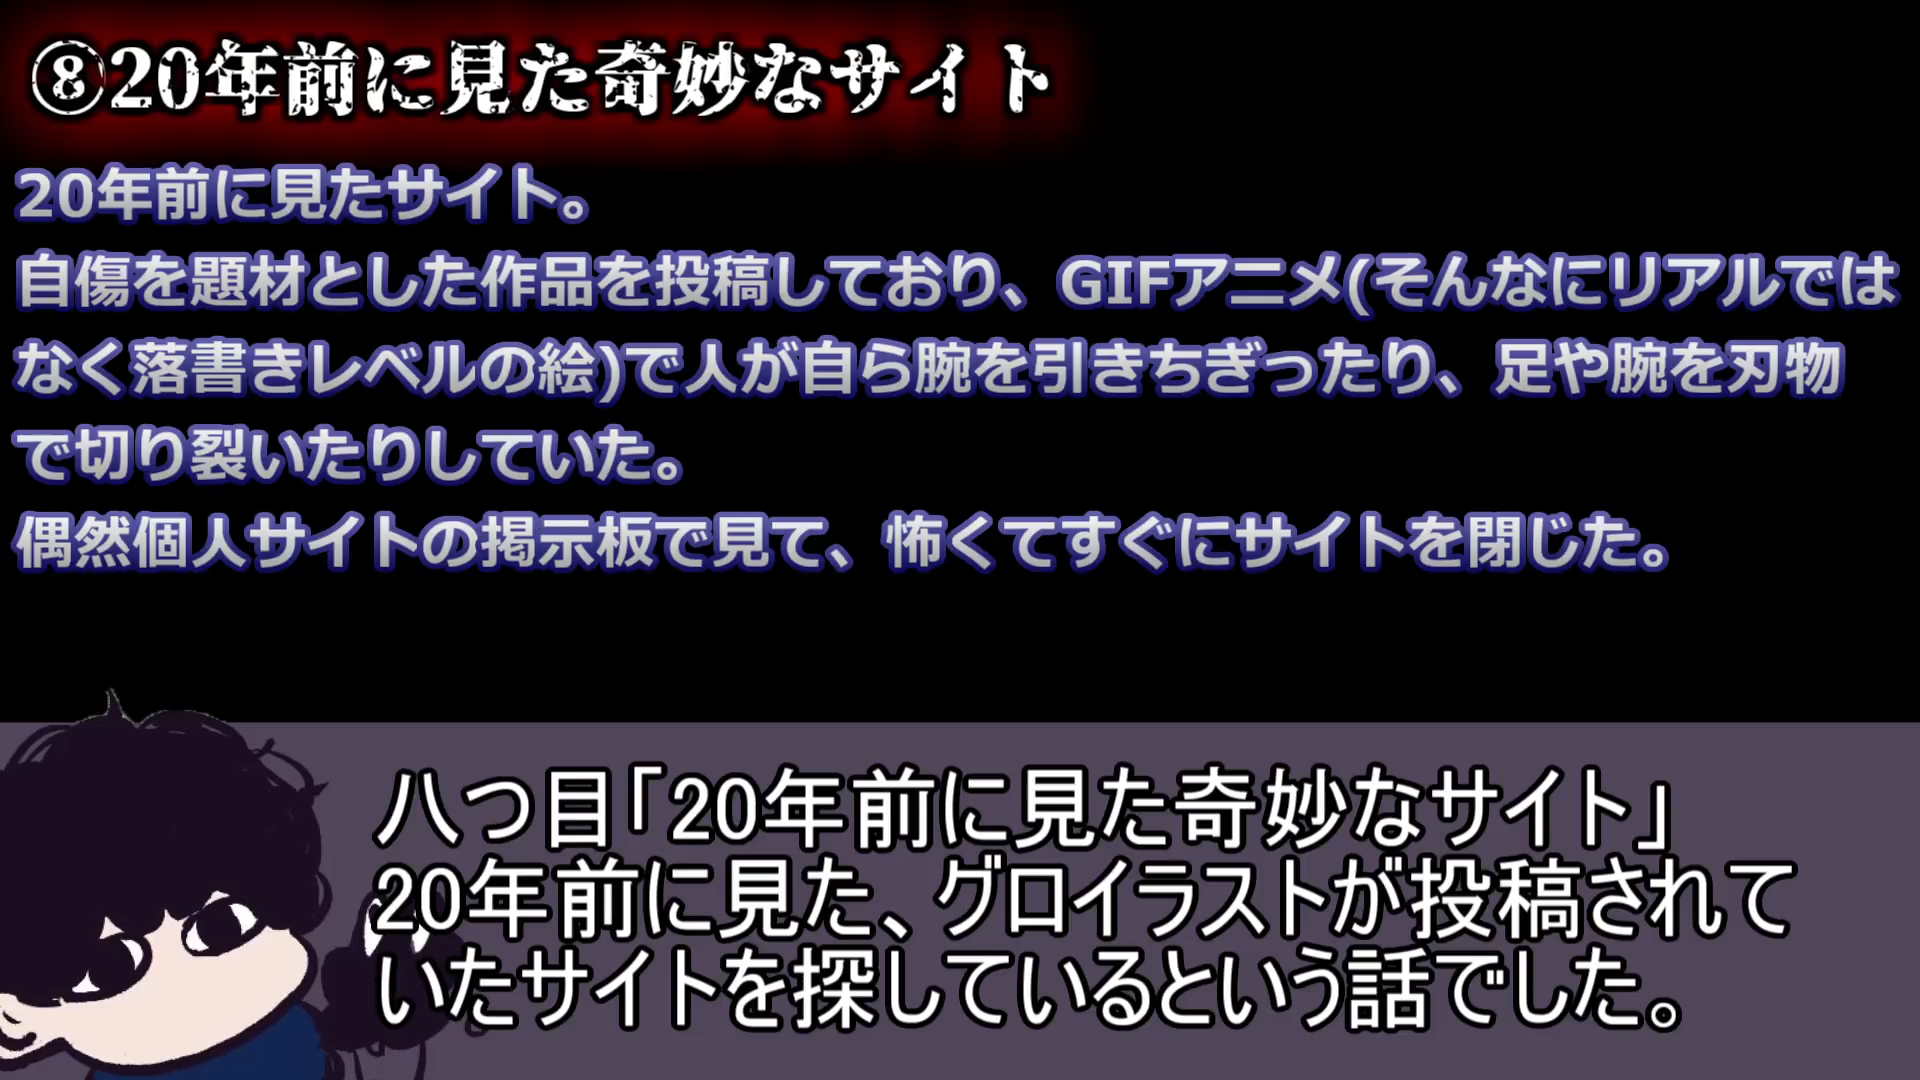 ⑧20年前に見た奇妙なサイト
20年前に見たサイト。
自傷を題材とした作品を投稿しており、GIFアニメ(そんなにリアルでは
なく落書きレベルの絵)で人が自ら腕を引きちぎったり、足や腕を刃物
で切り裂いたりしていた。
偶然個人サイトの掲示板で見て、怖くてすぐにサイトを閉じた。
八つ目「20年前に見た奇妙なサイト」
20年前に見た、グロイラストが投稿されて
いたサイトを探しているという話でした。